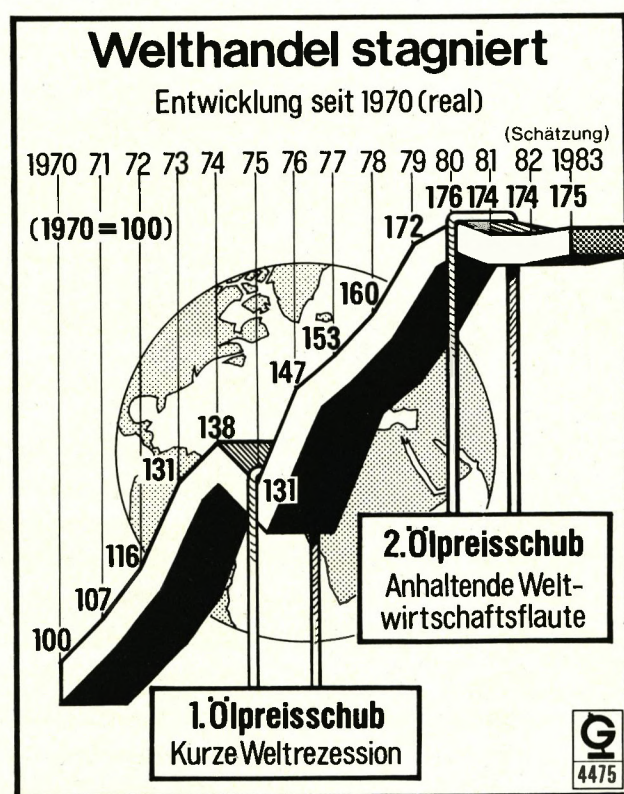 Welthandel stagniert
Entwicklung seit 1970 (real)
(Schätzung)
1970 71 72 73 74 75 76 77 78 79 80 81 82 1983
(1970=100)
176 174 174 175
172
160
153
147
138
131
131
116
107
100
2. Ölpreisschub
Anhaltende Welt-
wirtschaftsflaute
1. Ölpreisschub
Kurze Weltrezession
G
4475